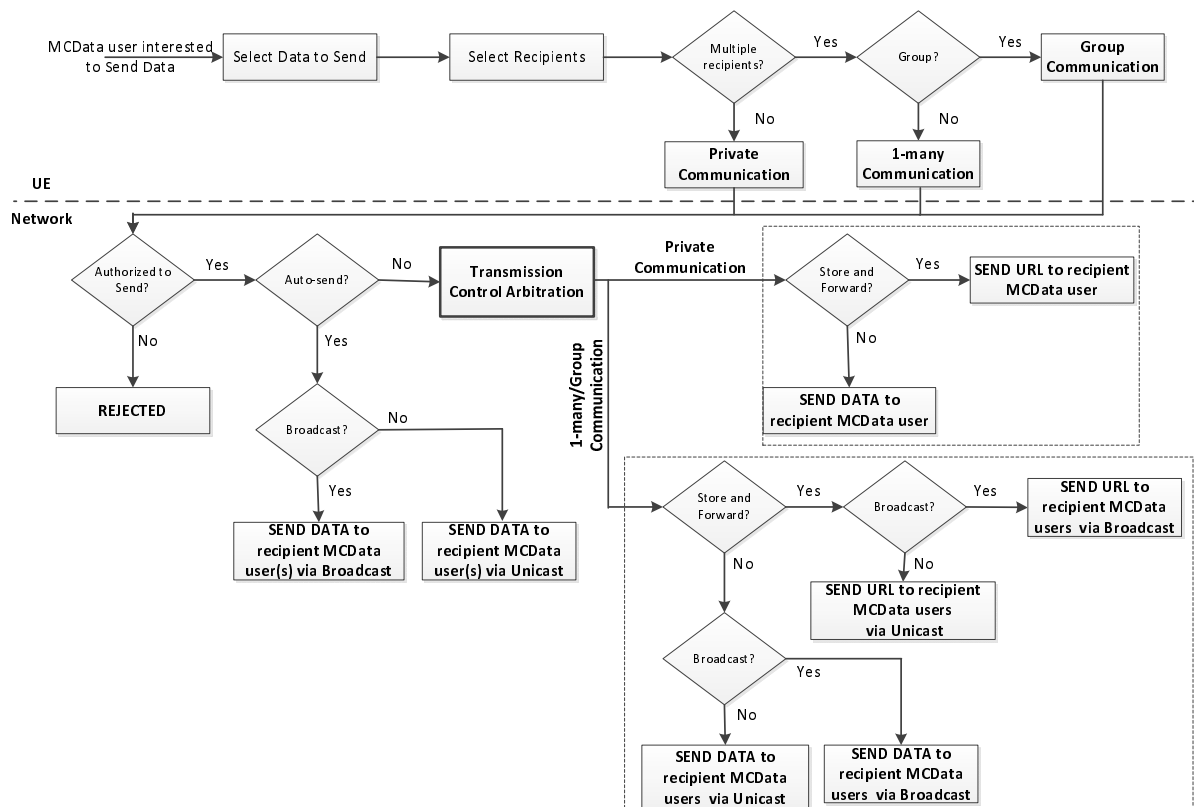 MCData user interested
to Send Data
Select Data to Send
Select Recipients
Multiple
recipients?
Yes
Group?
Yes
Group
Communication
No
No
Private
Communication
1-many
Communication
UE
Network
Authorized to
Send?
Yes
Auto-send?
No
Transmission
Control Arbitration
Private
Communication
Store and
Forward?
Yes
SEND URL to recipient
MCData user
No
Yes
No
REJECTED
SEND DATA to
recipient MCData user
1-many/Group
Communication
Broadcast?
No
Yes
SEND DATA to
recipient MCData
user(s) via Broadcast
SEND DATA to
recipient MCData
user(s) via Unicast
Store and
Forward?
Yes
Broadcast?
Yes
SEND URL to
recipient MCData
users via Broadcast
No
No
SEND URL to recipient
MCData users
via Unicast
Broadcast?
Yes
No
SEND DATA to
recipient MCData
users via Unicast
SEND DATA to
recipient MCData
users via Broadcast